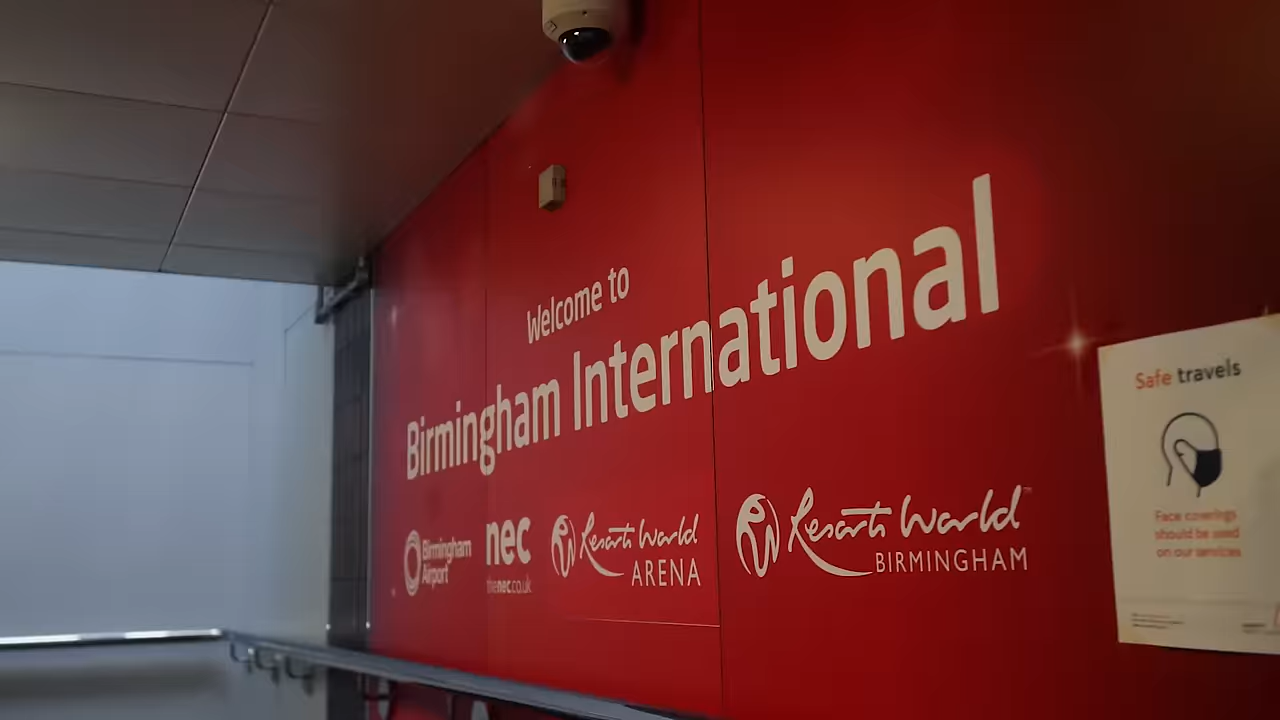 Welcome to
Birmingham International
Birmingham
Airport
nec
thenec.co.uk
Resorts World
ARENA
Resorts World
BIRMINGHAM
Safe travels
Face coverings
should be used
on our services